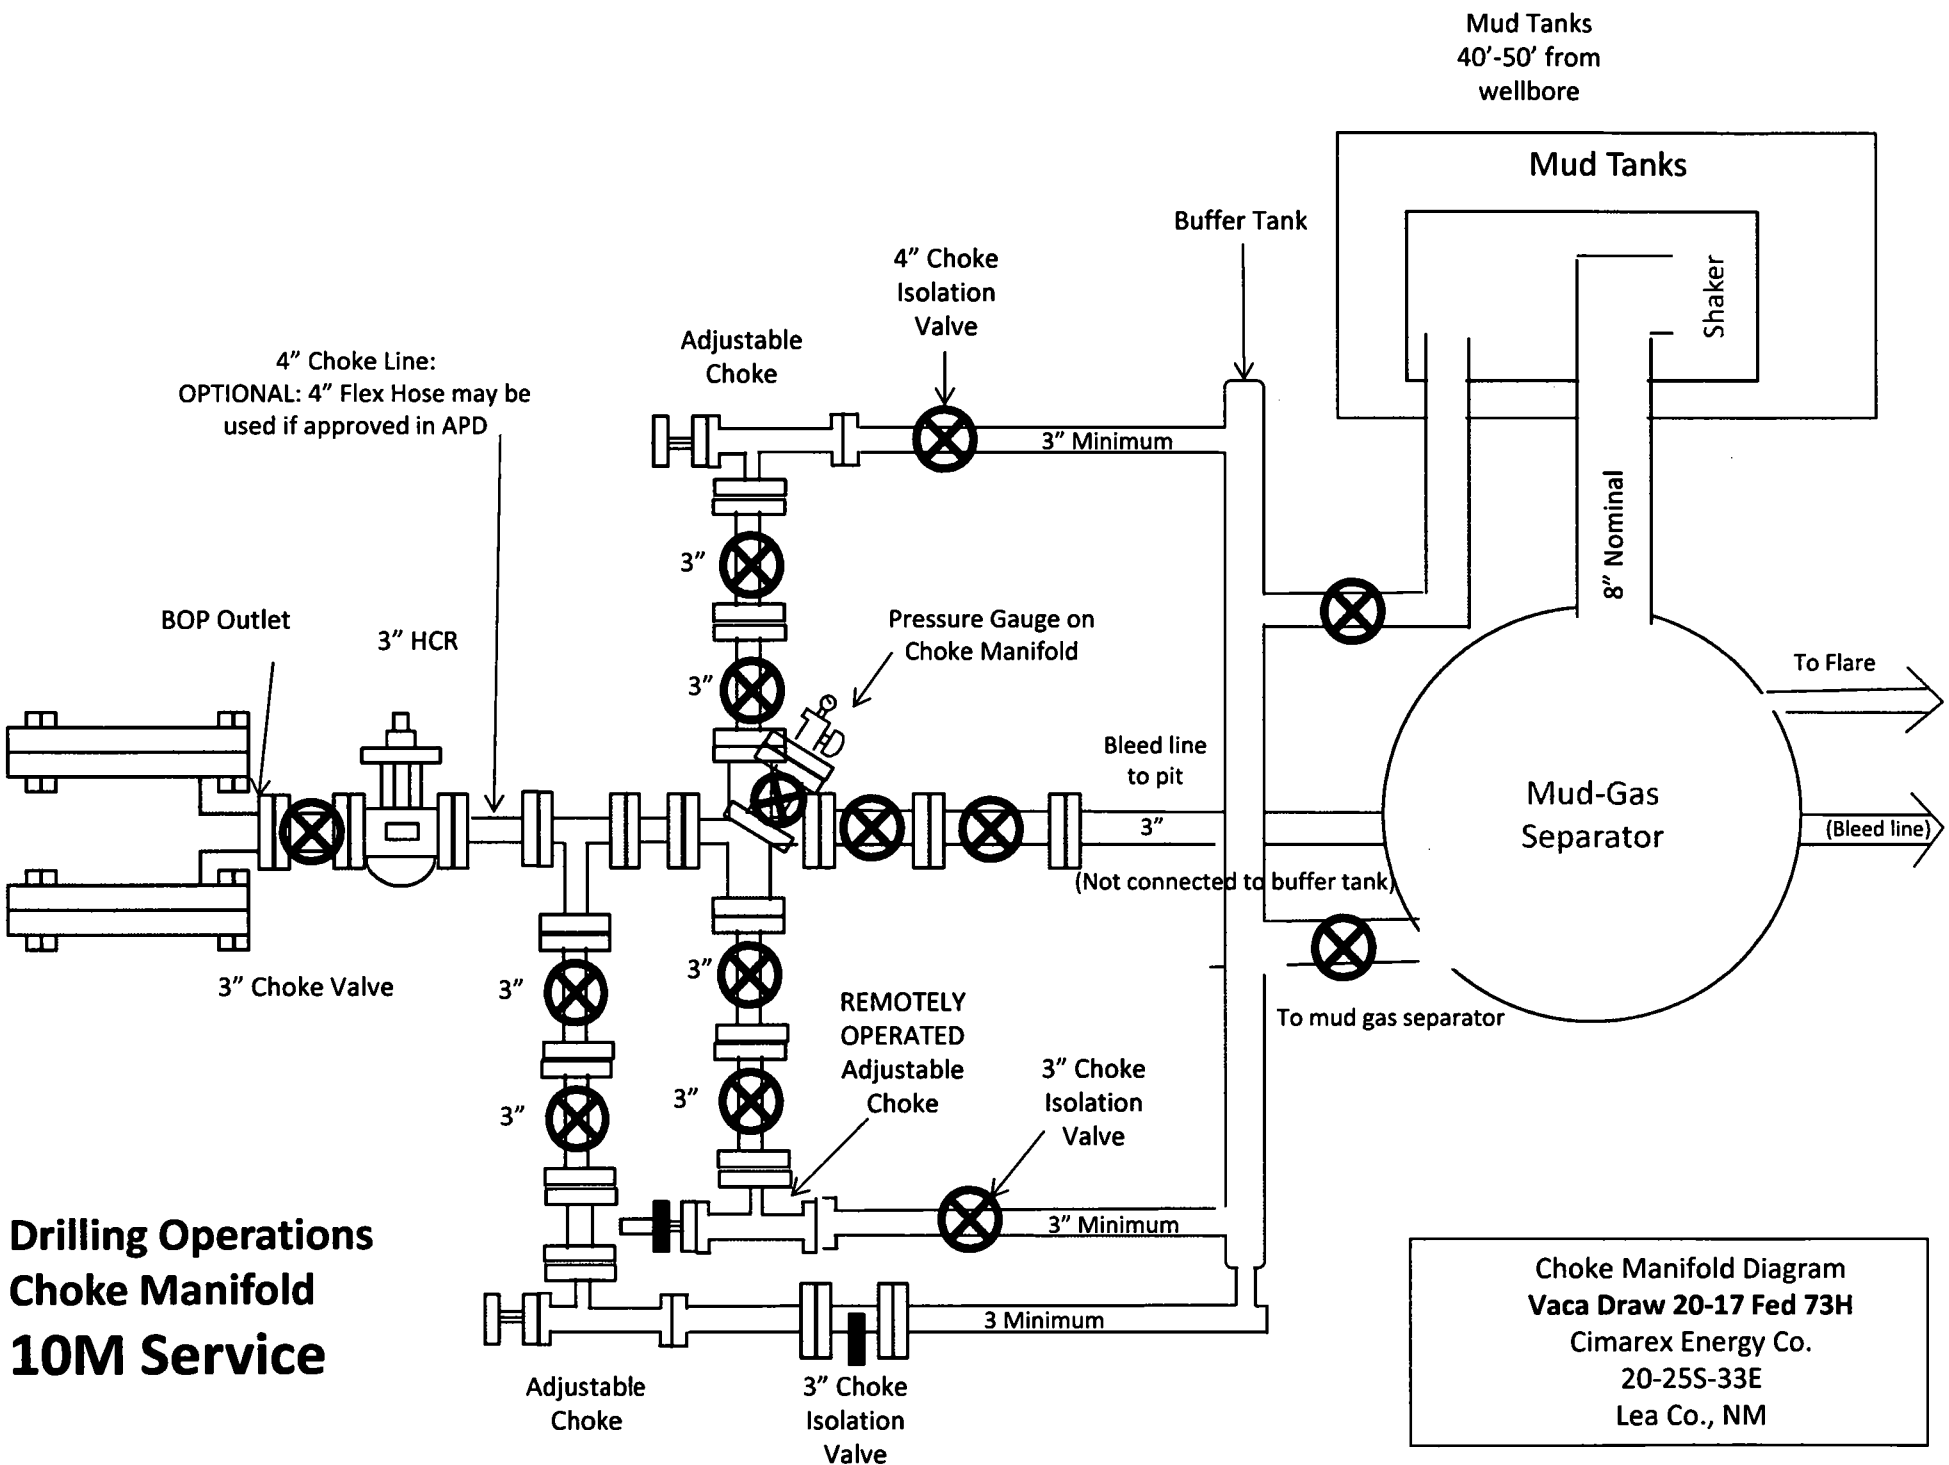 Mud Tanks
40’-50’ from
wellbore
Mud Tanks
Shaker
Buffer Tank
4” Choke
Isolation
Valve
Adjustable
Choke
4” Choke Line:
OPTIONAL: 4” Flex Hose may be
used if approved in APD
3” Minimum
8” Nominal
3”
BOP Outlet
3” HCR
Pressure Gauge on
Choke Manifold
3”
To Flare
Bleed line
to pit
3”
Mud-Gas
Separator
(Bleed line)
(Not connected to buffer tank)
3” Choke Valve
3”
3”
To mud gas separator
REMOTELY
OPERATED
Adjustable
Choke
3” Choke
Isolation
Valve
3”
3”
3” Minimum
3 Minimum
Drilling Operations
Choke Manifold
10M Service
Adjustable
Choke
3” Choke
Isolation
Valve
Choke Manifold Diagram
Vaca Draw 20-17 Fed 73H
Cimarex Energy Co.
20-25S-33E
Lea Co., NM